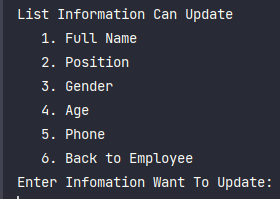 List Information Can Update
1. Full Name
2. Position
3. Gender
4. Age
5. Phone
6. Back to Employee
Enter Infomation Want To Update: